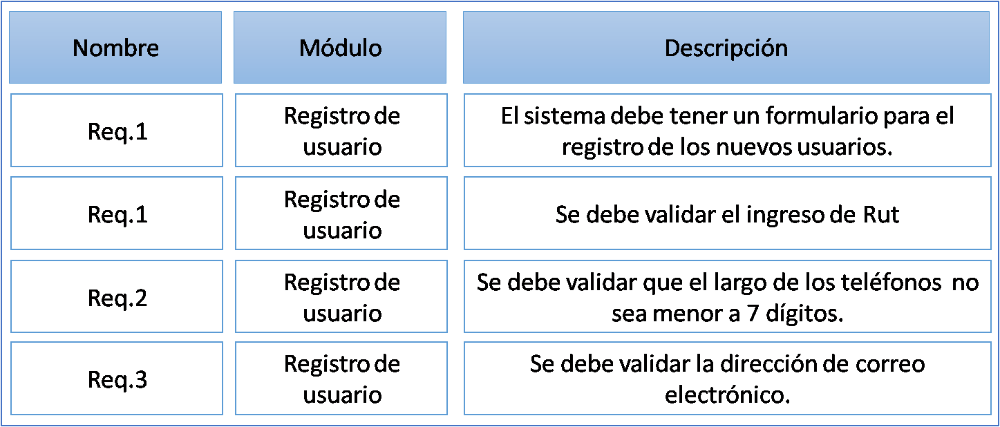 Nombre
Módulo
Descripción
Req.1
Registro de
usuario
El sistema debe tener un formulario para el
registro de los nuevos usuarios.
Req.1
Registro de
usuario
Se debe validar el ingreso de Rut
Req.2
Registro de
usuario
Se debe validar que el largo de los teléfonos no
sea menor a 7 dígitos.
Req.3
Registro de
usuario
Se debe validar la dirección de correo
electrónico.